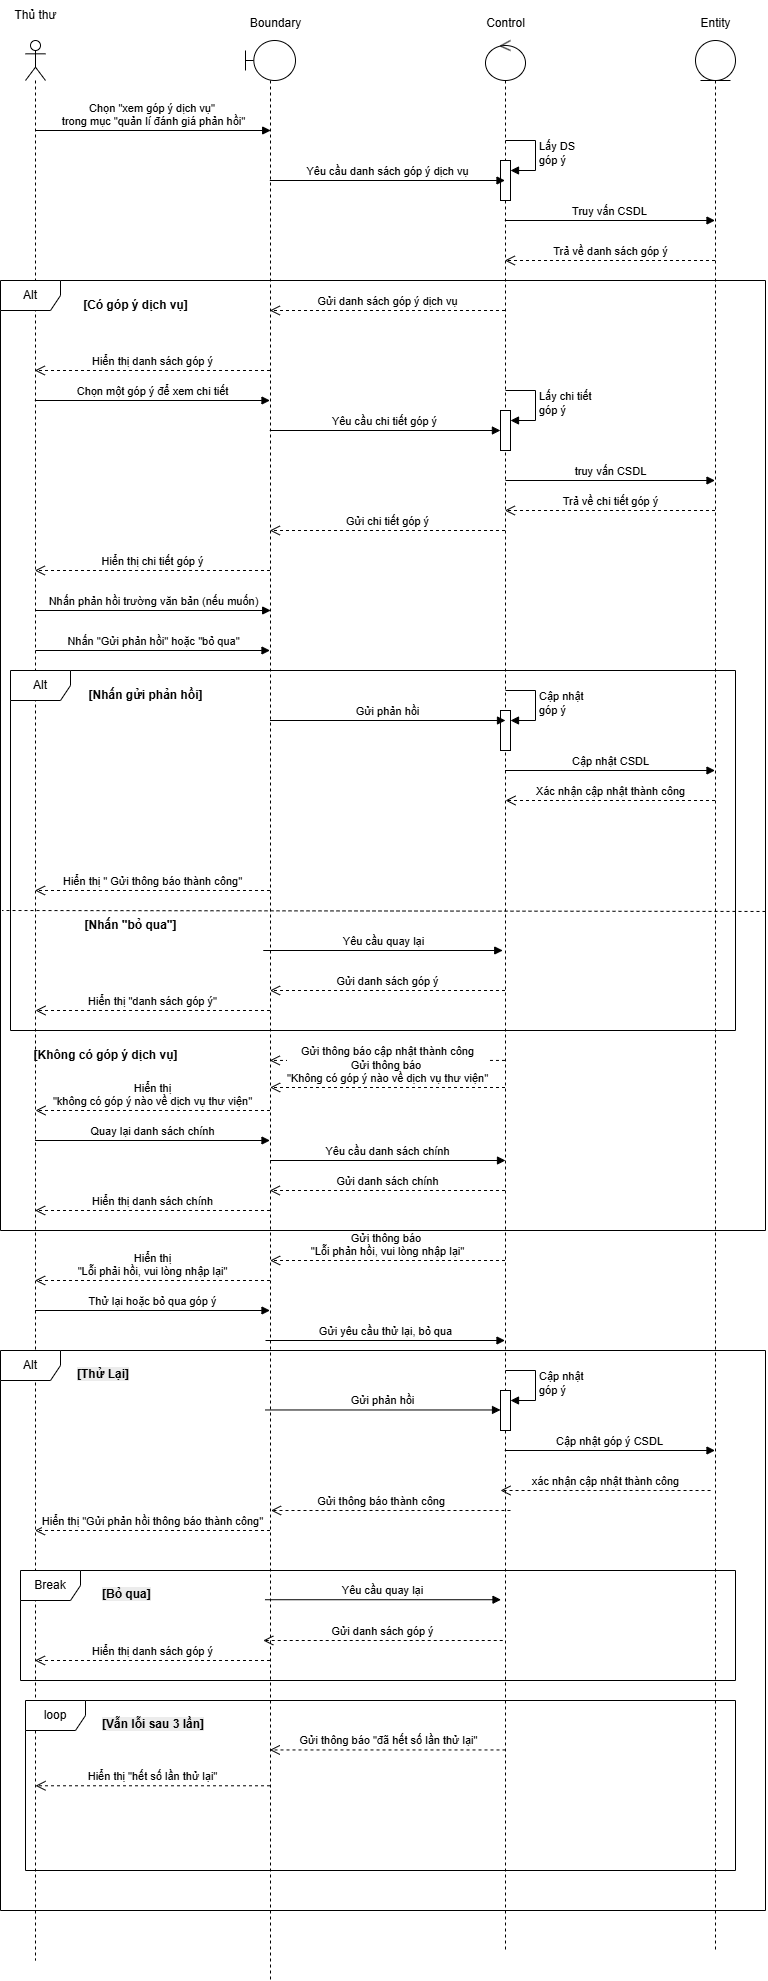 Thủ thư
Boundary
Control
Entity
Chọn "xem góp ý dịch vụ"
trong mục "quản lí đánh giá phản hồi"
Lấy DS
góp ý
Yêu cầu danh sách góp ý dịch vụ
Truy vấn CSDL
Trả về danh sách góp ý
Alt
[Có góp ý dịch vụ]
Gửi danh sách góp ý dịch vụ
Hiển thị danh sách góp ý
Chọn một góp ý để xem chi tiết
Lấy chi tiết
góp ý
Yêu cầu chi tiết góp ý
truy vấn CSDL
Trả về chi tiết góp ý
Gửi chi tiết góp ý
Hiển thị chi tiết góp ý
Nhấn phản hồi trường văn bản (nếu muốn)
Nhấn "Gửi phản hồi" hoặc "bỏ qua"
Alt
[Nhấn gửi phản hồi]
Cập nhật
góp ý
Gửi phản hồi
Cập nhật CSDL
Xác nhận cập nhật thành công
Hiển thị " Gửi thông báo thành công"
[Nhấn "bỏ qua"]
Yêu cầu quay lại
Gửi danh sách góp ý
Hiển thị "danh sách góp ý"
[Không có góp ý dịch vụ]
Gửi thông báo cập nhật thành công
Gửi thông báo
"Không có góp ý nào về dịch vụ thư viện"
Hiển thị
"không có góp ý nào về dịch vụ thư viện"
Quay lại danh sách chính
Yêu cầu danh sách chính
Gửi danh sách chính
Hiển thị danh sách chính
Gửi thông báo
"Lỗi phản hồi, vui lòng nhập lại"
Hiển thị
"Lỗi phải hồi, vui lòng nhập lại"
Thử lại hoặc bỏ qua góp ý
Gửi yêu cầu thử lại, bỏ qua
Alt
[Thử Lại]
Cập nhật
góp ý
Gửi phản hồi
Cập nhật góp ý CSDL
xác nhận cập nhật thành công
Gửi thông báo thành công
Hiển thị "Gửi phản hồi thông báo thành công"
Break
[Bỏ qua]
Yêu cầu quay lại
Gửi danh sách góp ý
Hiển thị danh sách góp ý
loop
[Vẫn lỗi sau 3 lần]
Gửi thông báo "đã hết số lần thử lại"
Hiển thị "hết số lần thử lại"